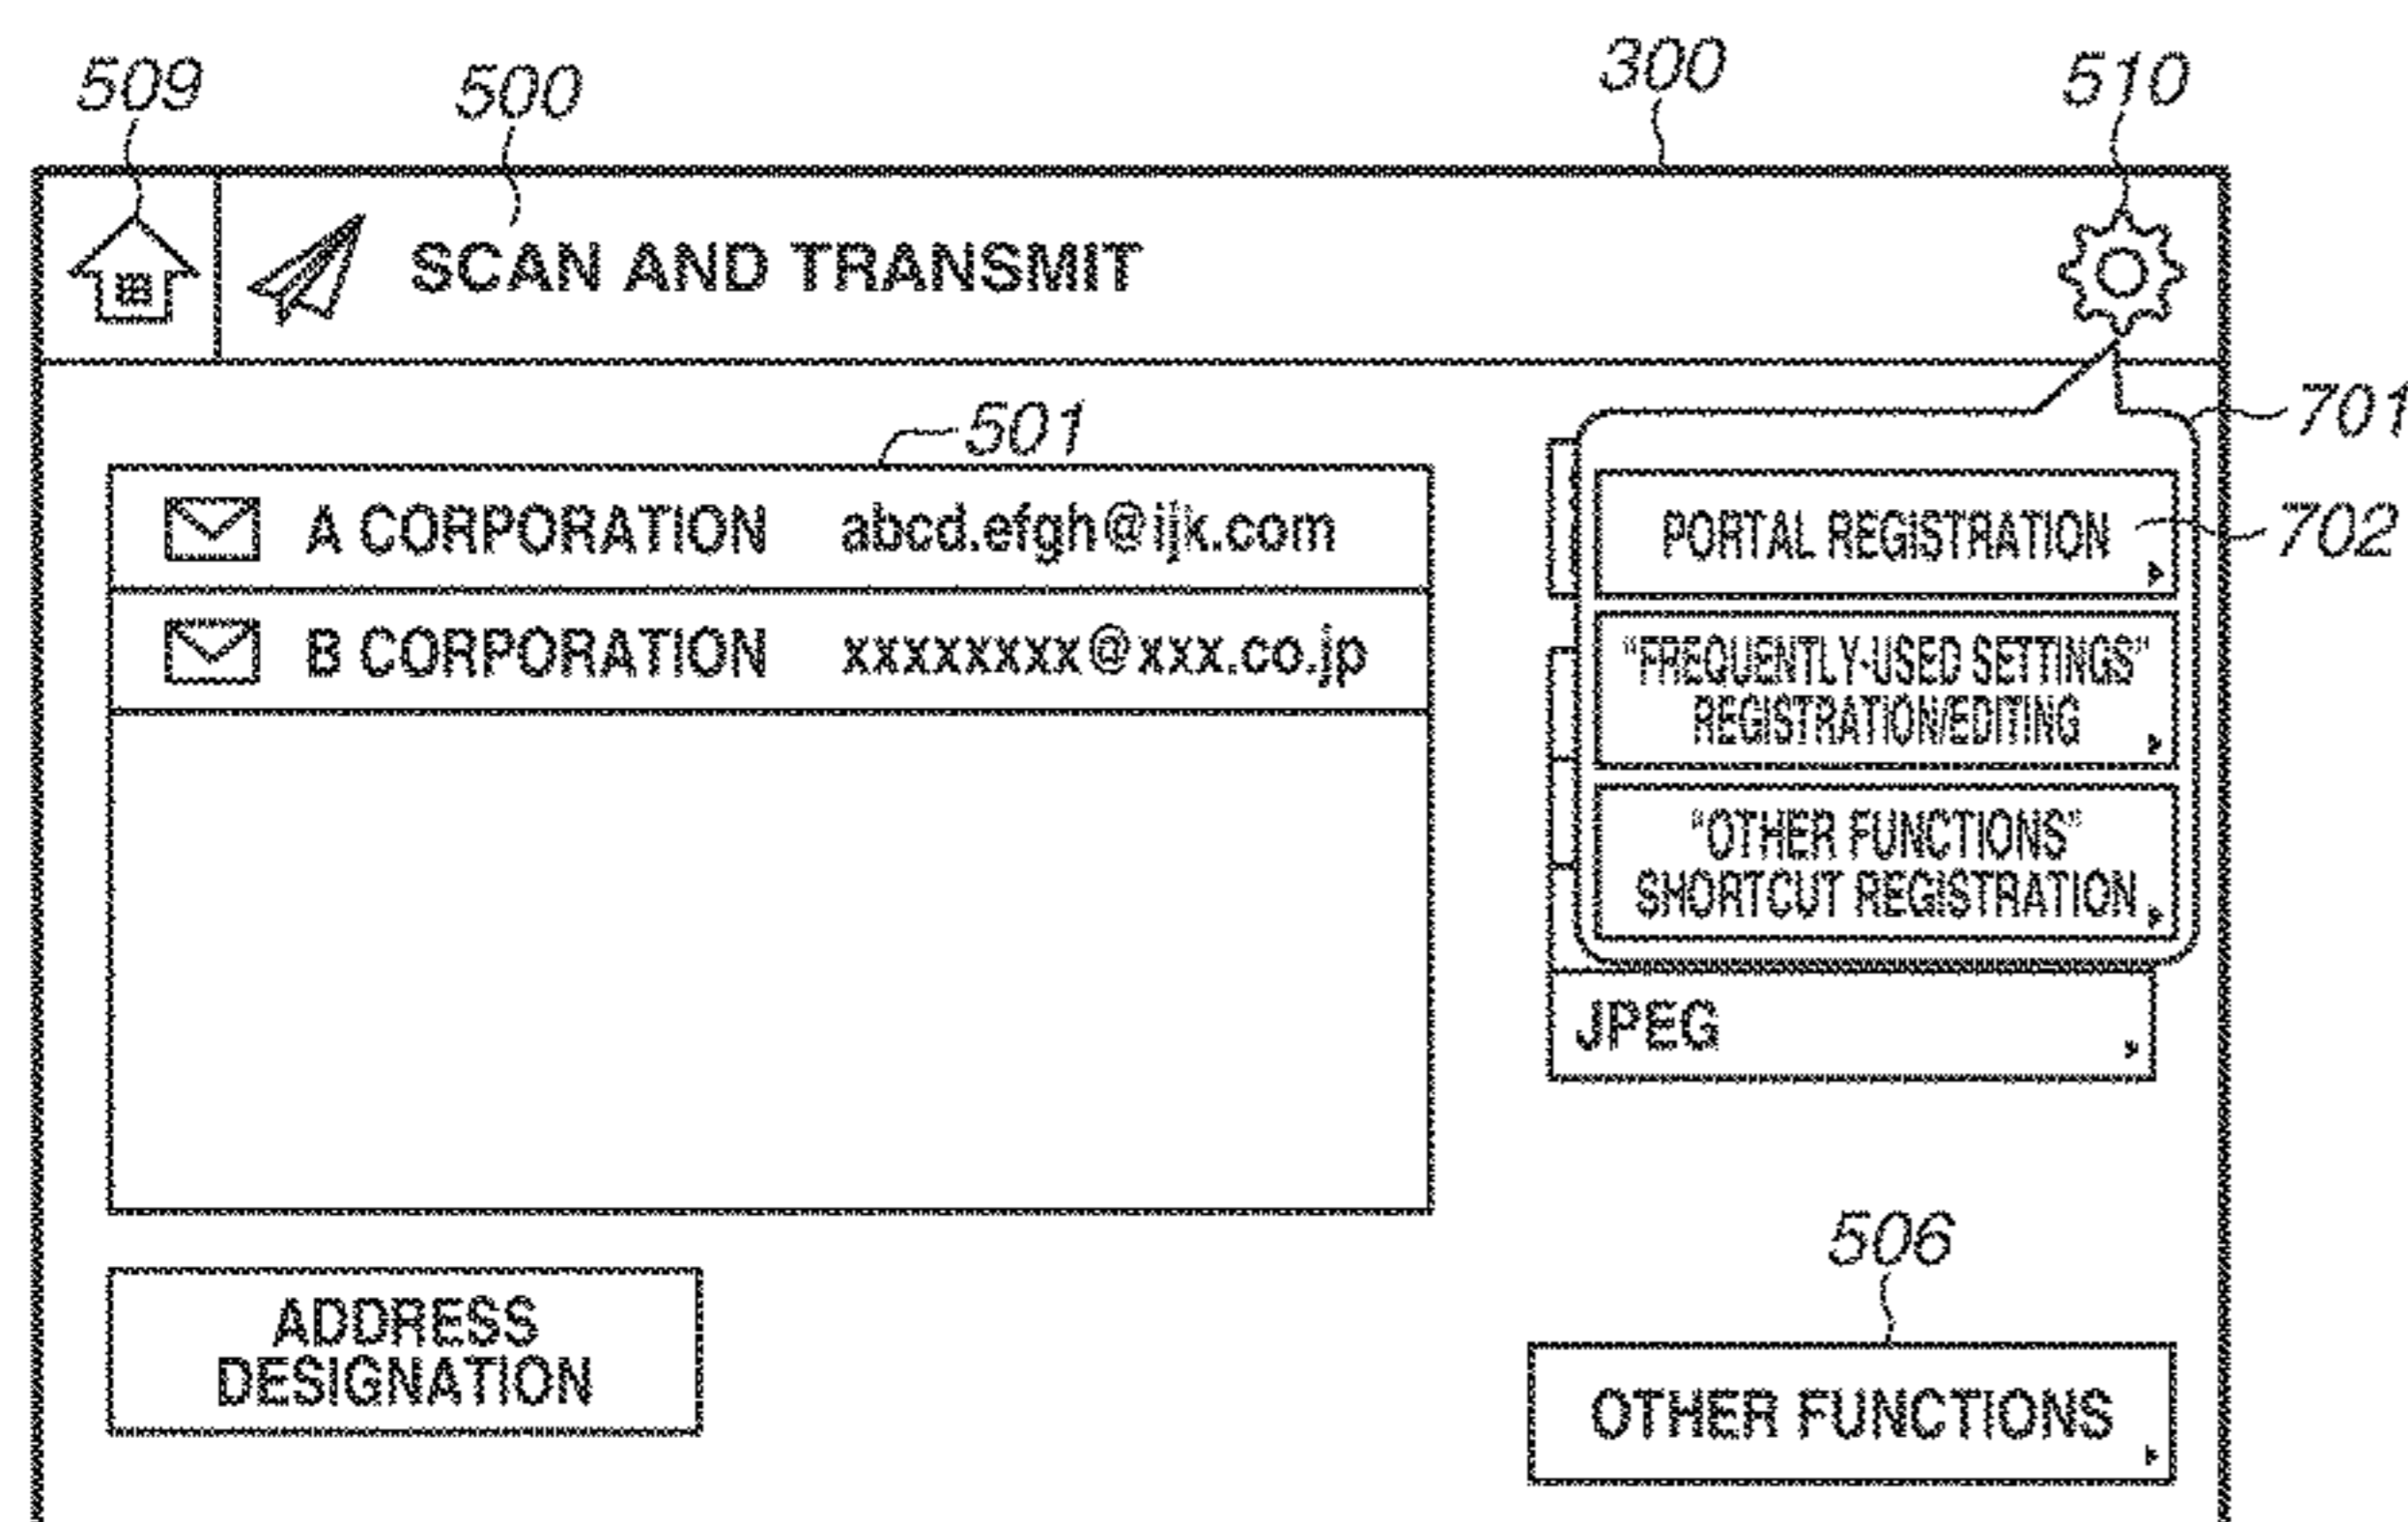 509
500
300
510
SCAN AND TRANSMIT
701
501
A CORPORATION abcd.efgh@ijk.com
B CORPORATION xxxxxxxx@xxx.co.jp
PORTAL REGISTRATION
702
"FREQUENTLY-USED SETTINGS"
REGISTRATION/EDITING
"OTHER FUNCTIONS"
SHORTCUT REGISTRATION
JPEG
506
ADDRESS
DESIGNATION
OTHER FUNCTIONS